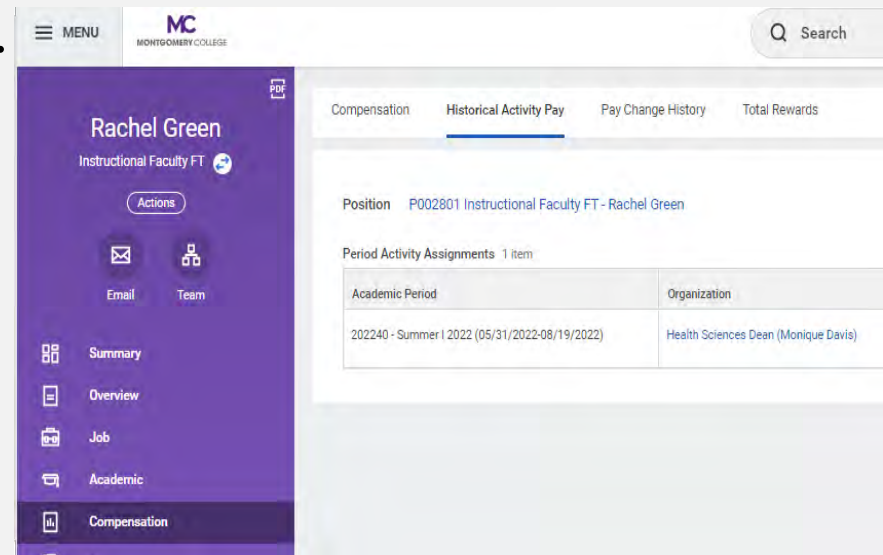 MENU
MC
MONTGOMERY COLLEGE
Search
PDF
Rachel Green
Instructional Faculty FT
Actions
Email
Team
Summary
Overview
Job
Academic
Compensation
Compensation
Historical Activity Pay
Pay Change History
Total Rewards
Position P002801 Instructional Faculty FT - Rachel Green
Period Activity Assignments 1 item
Academic Period
Organization
202240 - Summer I 2022 (05/31/2022-08/19/2022)
Health Sciences Dean (Monique Davis)